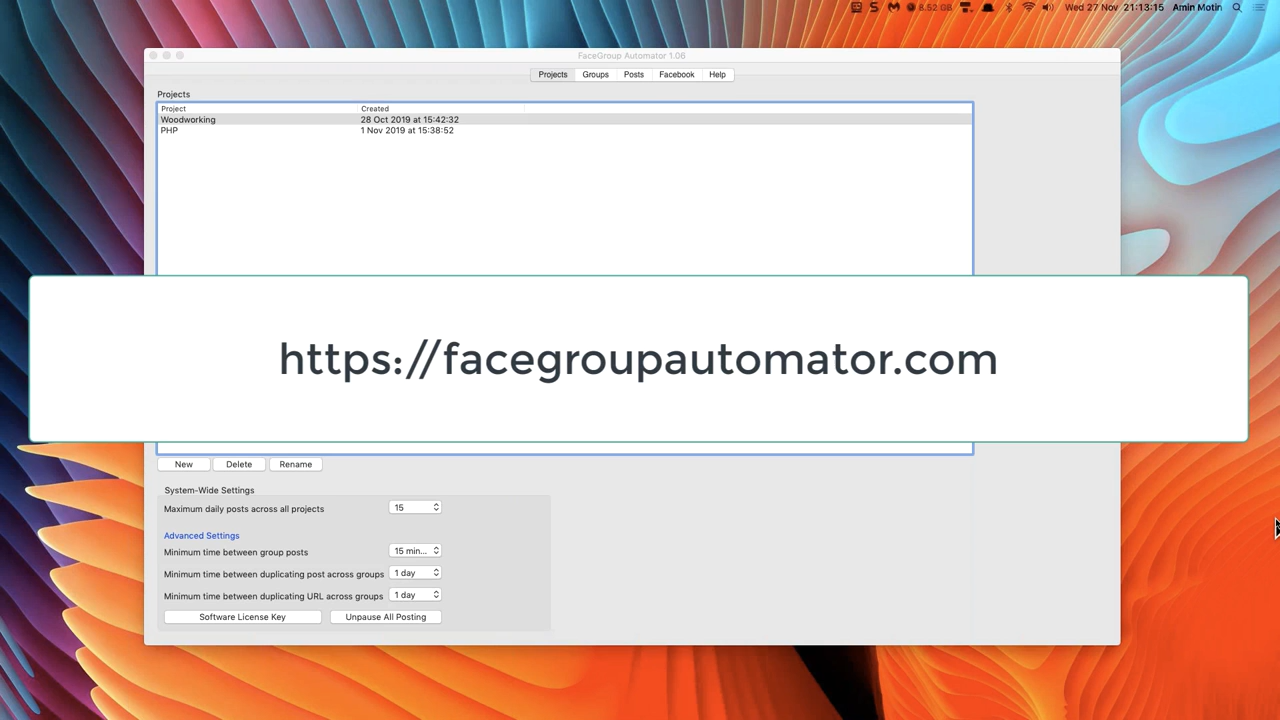 8.52 GB Wed 27 Nov 21:13:15 Amin Motin
FaceGroup Automator 1.06
Projects Groups Posts Facebook Help
Projects
Project Created
Woodworking 28 Oct 2019 at 15:42:32
PHP 1 Nov 2019 at 15:38:52
https://facegroupautomator.com
New Delete Rename
System-Wide Settings
Maximum daily posts across all projects 15
Advanced Settings
Minimum time between group posts 15 min...
Minimum time between duplicating post across groups 1 day
Minimum time between duplicating URL across groups 1 day
Software License Key Unpause All Posting